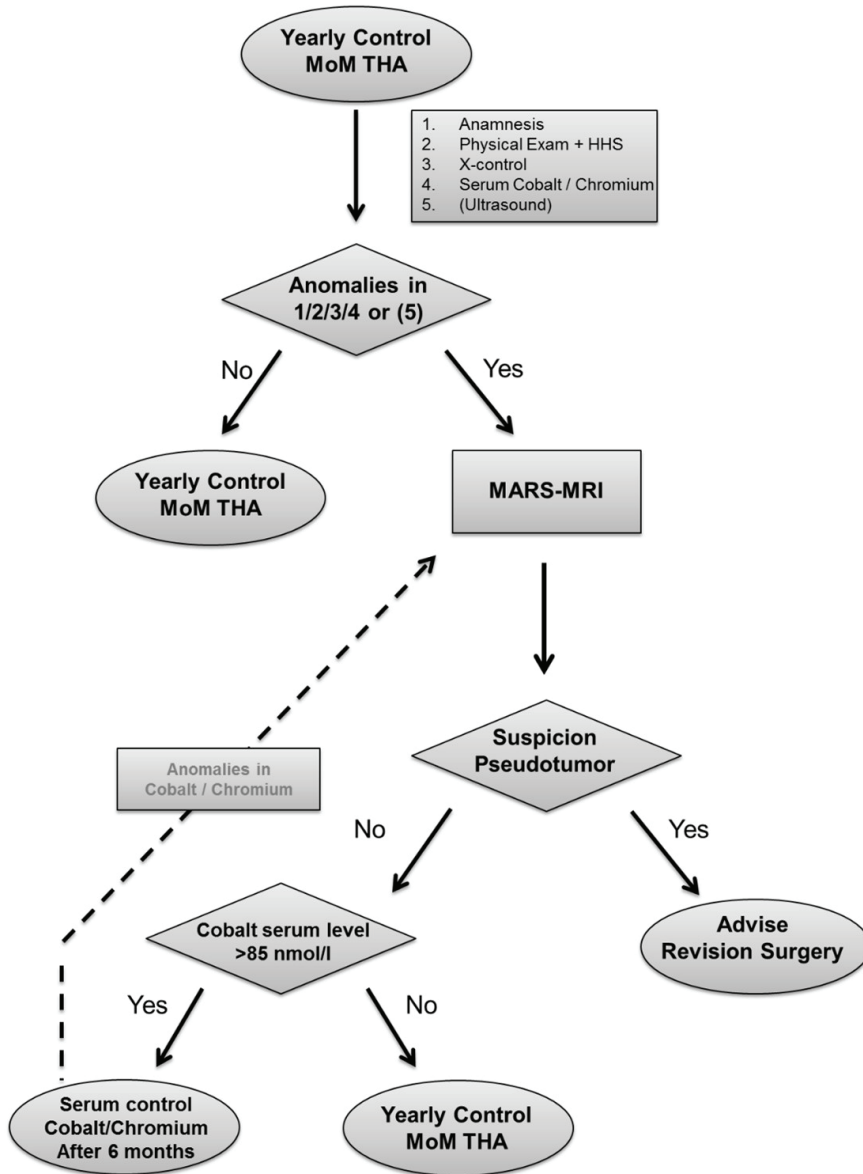 Yearly Control
MoM THA
1. Anamnesis
2. Physical Exam + HHS
3. X-control
4. Serum Cobalt / Chromium
5. (Ultrasound)
Anomalies in
1/2/3/4 or (5)
No
Yes
Yearly Control
MoM THA
MARS-MRI
Suspicion
Pseudotumor
Anomalies in
Cobalt / Chromium
No
Yes
Cobalt serum level
>85 nmol/l
Advise
Revision Surgery
Yes
No
Serum control
Cobalt/Chromium
After 6 months
Yearly Control
MoM THA